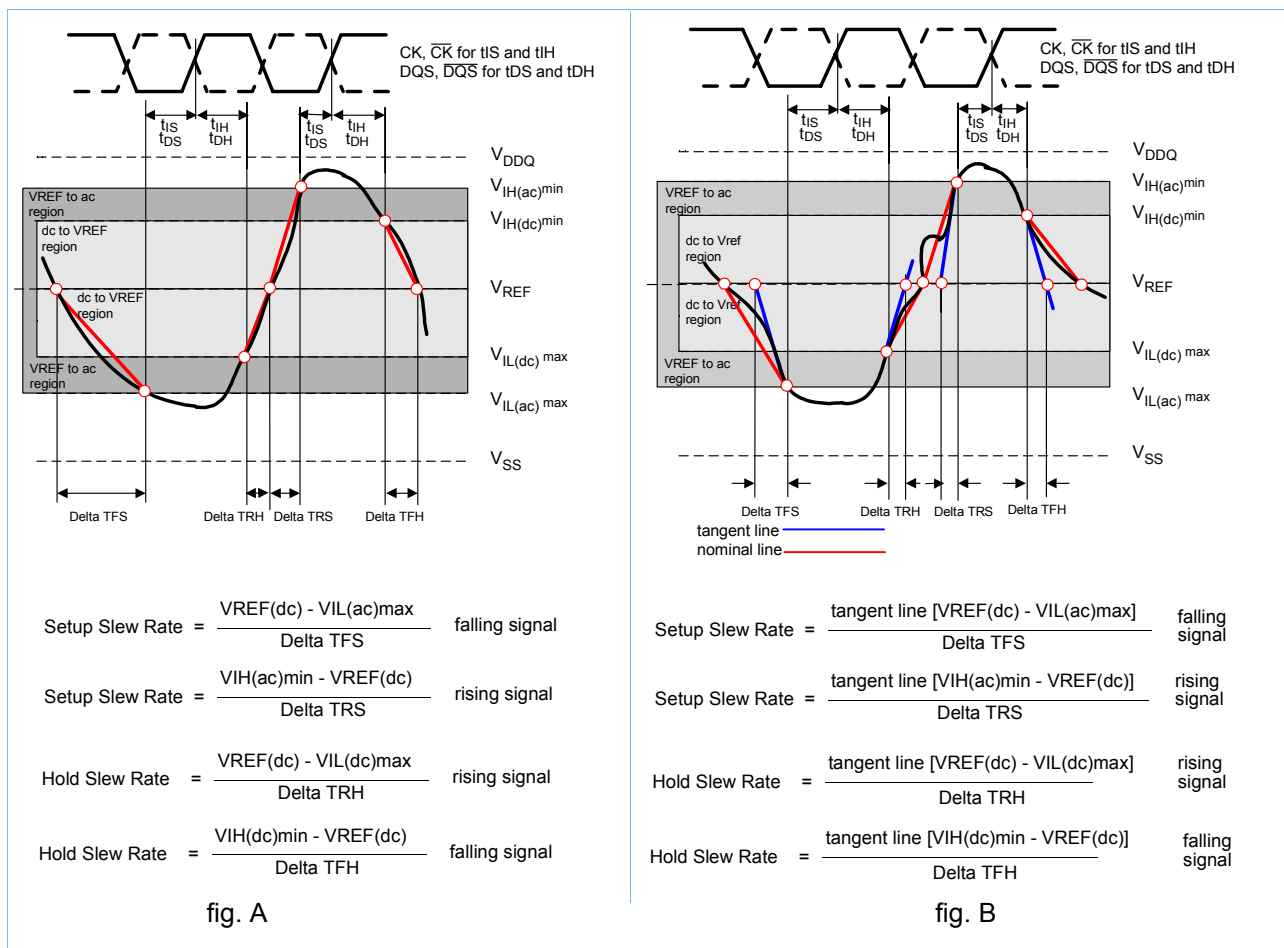 CK, CK for tIS and tIH
DQS, DQS for tDS and tDH
tIS
tDS
tIH
tDH
tIS
tDS
tIH
tDH
VDDQ
VREF to ac
region
VIH(ac)min
VIH(dc)min
dc to VREF
region
VREF
dc to VREF
region
VIL(dc)max
VREF to ac
region
VIL(ac)max
VSS
Delta TFS
Delta TRH
Delta TRS
Delta TFH
Setup Slew Rate = VREF(dc) - VIL(ac)max falling signal
Delta TFS
Setup Slew Rate = VIH(ac)min - VREF(dc) rising signal
Delta TRS
Hold Slew Rate = VREF(dc) - VIL(dc)max rising signal
Delta TRH
Hold Slew Rate = VIH(dc)min - VREF(dc) falling signal
Delta TFH
fig. A
CK, CK for tIS and tIH
DQS, DQS for tDS and tDH
tIS
tDS
tIH
tDH
tIS
tDS
tIH
tDH
VDDQ
VREF to ac
region
VIH(ac)min
VIH(dc)min
dc to Vref
region
VREF
dc to Vref
region
VIL(dc)max
VREF to ac
region
VIL(ac)max
VSS
Delta TFS
Delta TRH
Delta TRS
Delta TFH
tangent line
nominal line
Setup Slew Rate = tangent line [VREF(dc) - VIL(ac)max] falling
signal
Delta TFS
Setup Slew Rate = tangent line [VIH(ac)min - VREF(dc)] rising
signal
Delta TRS
Hold Slew Rate = tangent line [VREF(dc) - VIL(dc)max] rising
signal
Delta TRH
Hold Slew Rate = tangent line [VIH(dc)min - VREF(dc)] falling
signal
Delta TFH
fig. B